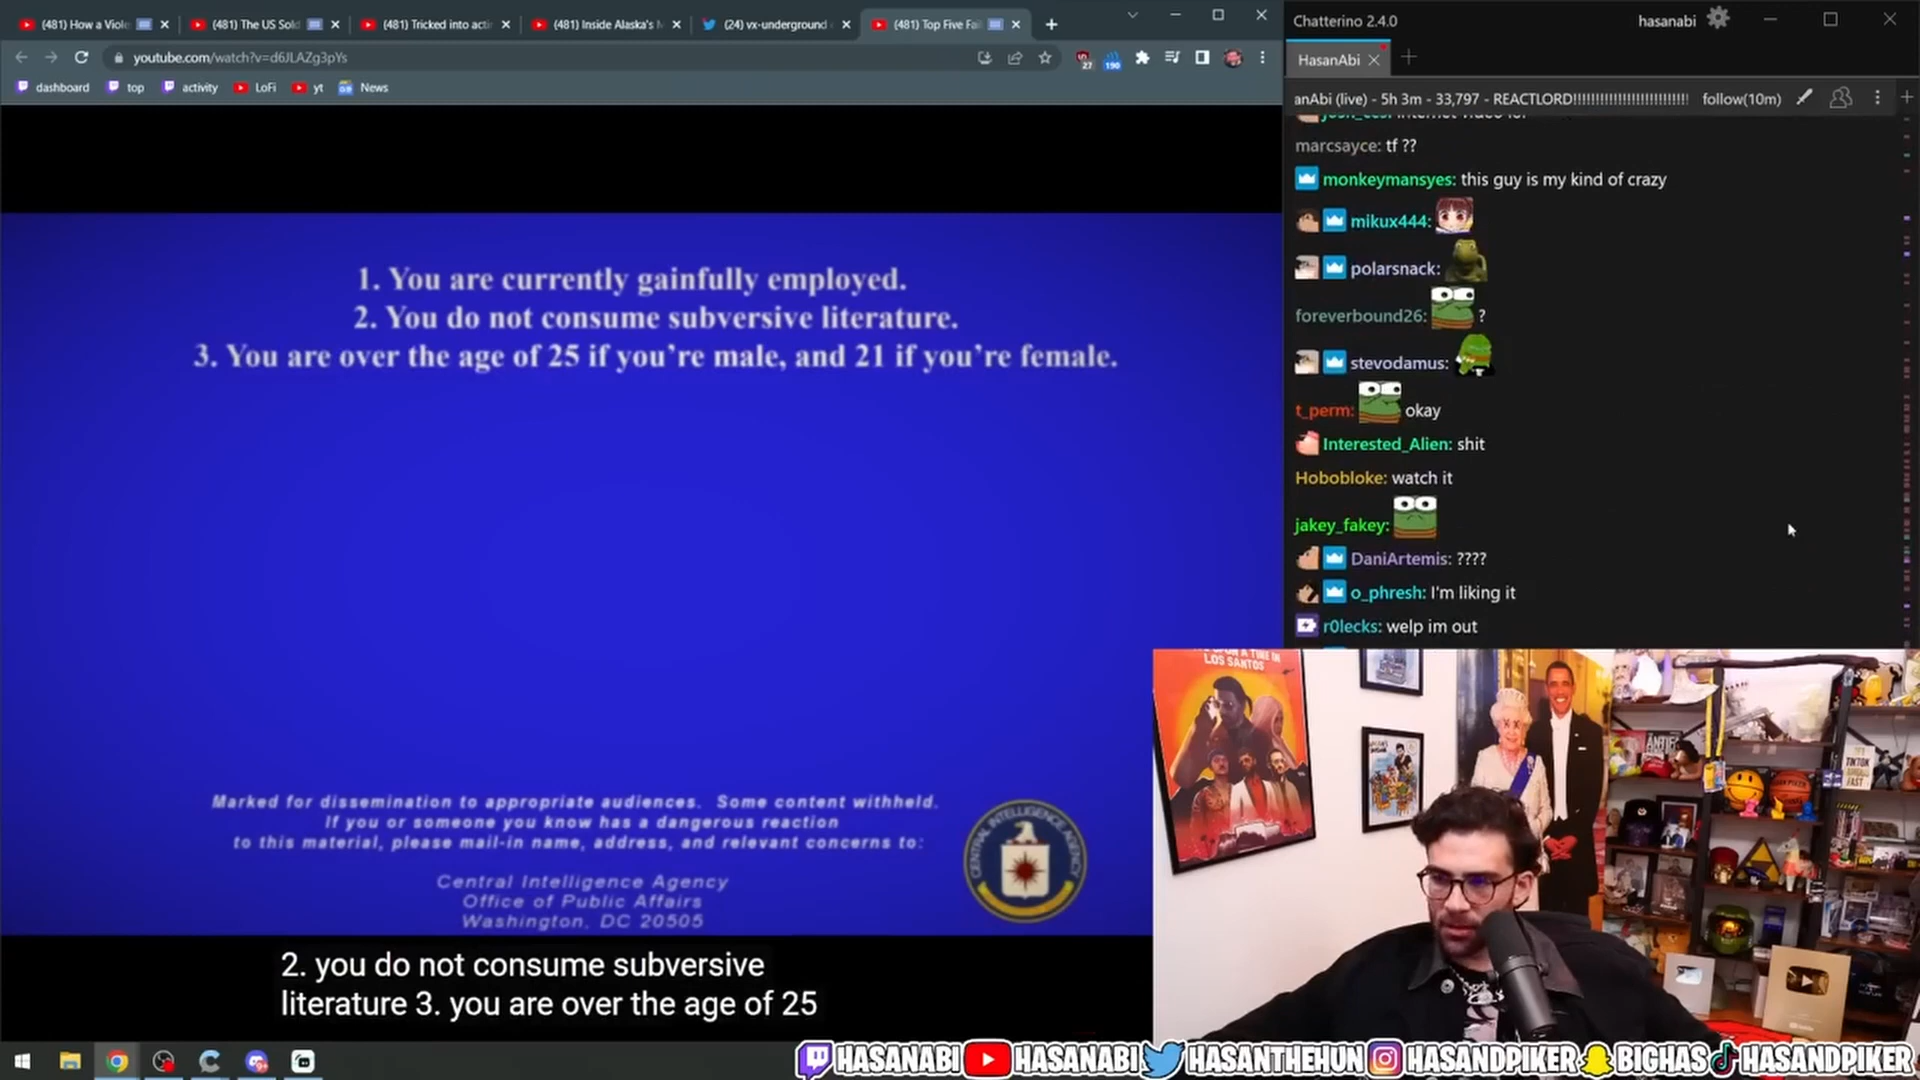 (481) How a Viole
(481) The US Sold
(481) Tricked into acti
(481) Inside Alaska's M
(24) vx-underground
(481) Top Five Fa
youtube.com/watch?v=d6JLAZg3pYs
27
190
dashboard
top
activity
LoFi
yt
News
1. You are currently gainfully employed.
2. You do not consume subversive literature.
3. You are over the age of 25 if you're male, and 21 if you're female.
Marked for dissemination to appropriate audiences. Some content withheld.
If you or someone you know has a dangerous reaction
to this material, please mail-in name, address, and relevant concerns to:
Central Intelligence Agency
Office of Public Affairs
Washington, DC 20505
CENTRAL INTELLIGENCE AGENCY
2. you do not consume subversive
literature 3. you are over the age of 25
Chatterino 2.4.0
hasanabi
HasanAbi
anAbi (live) - 5h 3m - 33,797 - REACTLORD!!!!!!!!!!!!!!!!!!!!!!!!!!
follow(10m)
marcsayce: tf ??
monkeymansyes: this guy is my kind of crazy
mikux444:
polarsnack:
foreverbound26: ?
stevodamus:
t_perm: okay
Interested_Alien: shit
Hobobloke: watch it
jakey_fakey:
DaniArtemis: ????
o_phresh: I'm liking it
r0lecks: welp im out
UPON A TIME IN
LOS SANTOS
HASANABI
HASANABI
HASANTHEHUN
HASANDPIKER
BIGHAS
HASANDPIKER